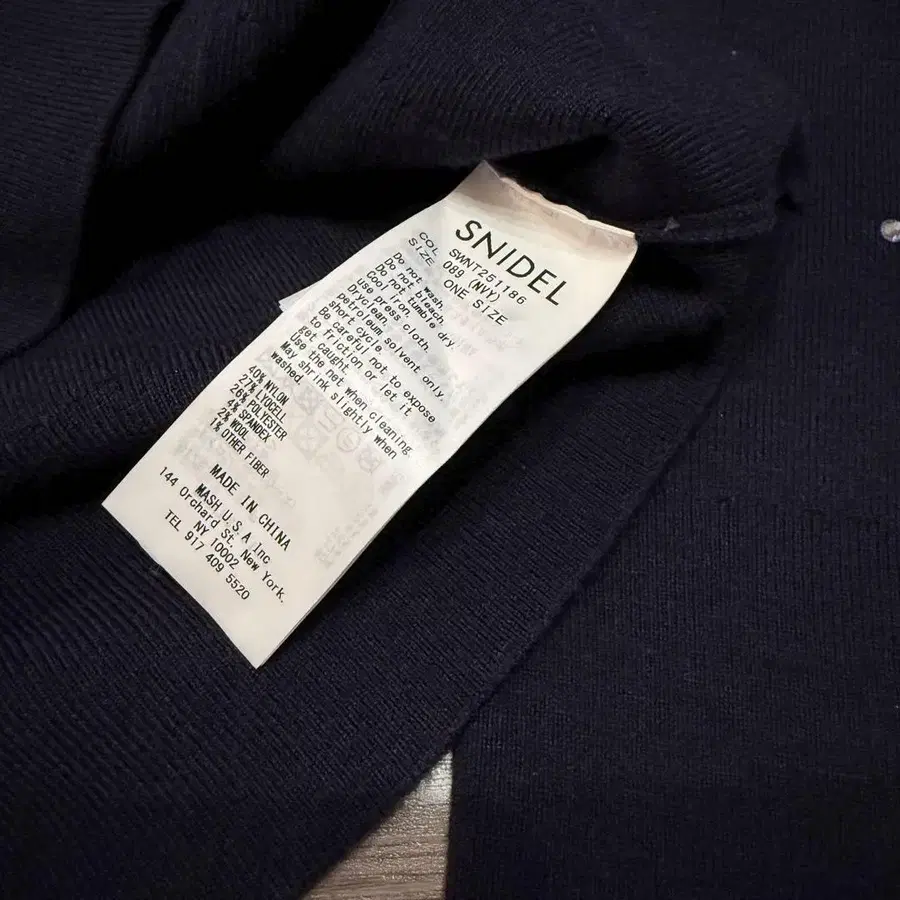 SNIDEL
SWNT251186
COL 089 (NVY)
SIZE ONE SIZE
Do not wash.
Do not bleach.
Do not tumble dry
Cool iron.
use press cloth.
Dryclean,
petroleum solvent only.
short cycle.
Be careful not to expose
to friction or let it
get caught.
Use the net when cleaning.
May shrink slightly when
washed.
40% NYLON
27% LYOCELL
26% POLYESTER
4% SPANDEX
2% WOOL
1% OTHER FIBER
MADE IN CHINA
MASH U.S.A Inc
144 Orchard St. New York.
NY 10002
TEL 917 409 5520